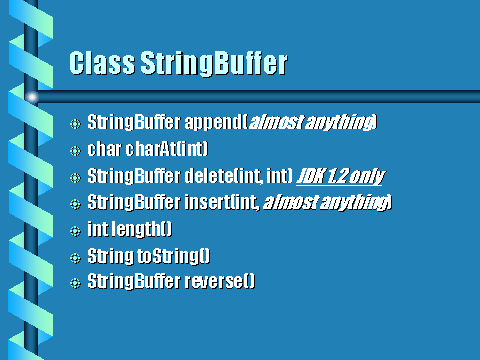 Class StringBuffer
StringBuffer append(almost anything)
char charAt(int)
StringBuffer delete(int, int) JDK 1.2 only
StringBuffer insert(int, almost anything)
int length()
String toString()
StringBuffer reverse()